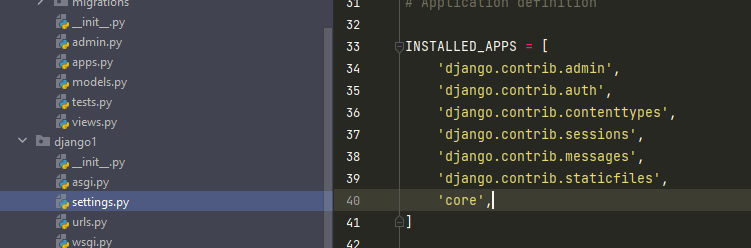 migrations
__init__.py
admin.py
apps.py
models.py
tests.py
views.py
django1
__init__.py
asgi.py
settings.py
urls.py
wsgi.py
31 # Application definition
32
33 INSTALLED_APPS = [
34 'django.contrib.admin',
35 'django.contrib.auth',
36 'django.contrib.contenttypes',
37 'django.contrib.sessions',
38 'django.contrib.messages',
39 'django.contrib.staticfiles',
40 'core',
41 ]
42